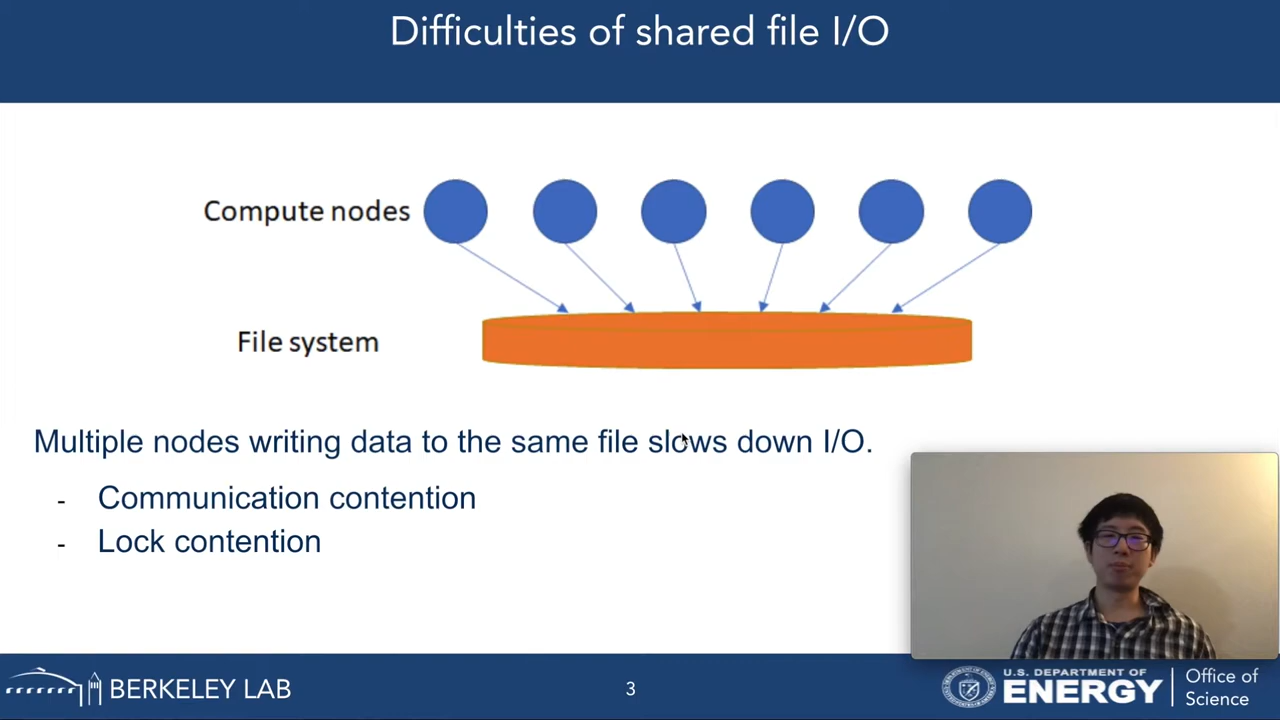 Difficulties of shared file I/O
Compute nodes
File system
Multiple nodes writing data to the same file slows down I/O.
- Communication contention
- Lock contention
BERKELEY LAB
3
U.S. DEPARTMENT OF
ENERGY
Office of
Science